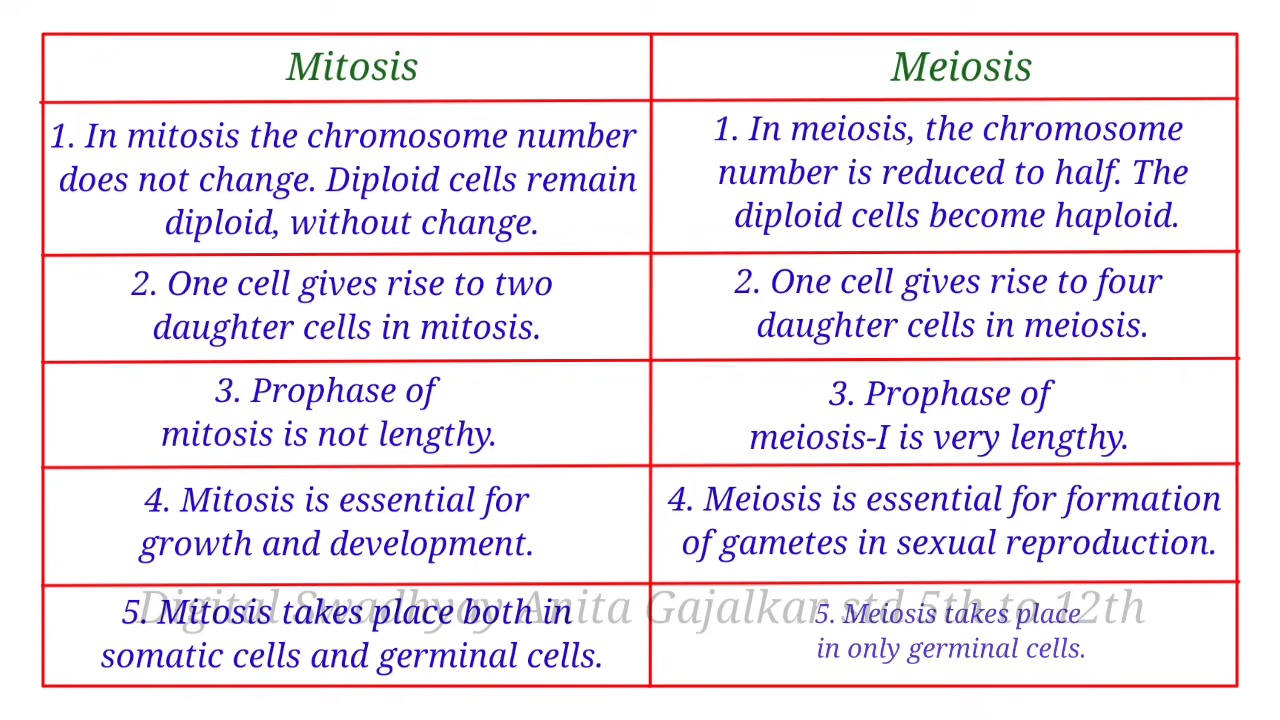 Mitosis
Meiosis
1. In mitosis the chromosome number
does not change. Diploid cells remain
diploid, without change.
1. In meiosis, the chromosome
number is reduced to half. The
diploid cells become haploid.
2. One cell gives rise to two
daughter cells in mitosis.
2. One cell gives rise to four
daughter cells in meiosis.
3. Prophase of
mitosis is not lengthy.
3. Prophase of
meiosis-I is very lengthy.
4. Mitosis is essential for
growth and development.
4. Meiosis is essential for formation
of gametes in sexual reproduction.
Digital Swadhyay Anita Gajalkar std 5th to 12th
5. Mitosis takes place both in
somatic cells and germinal cells.
5. Meiosis takes place
in only germinal cells.